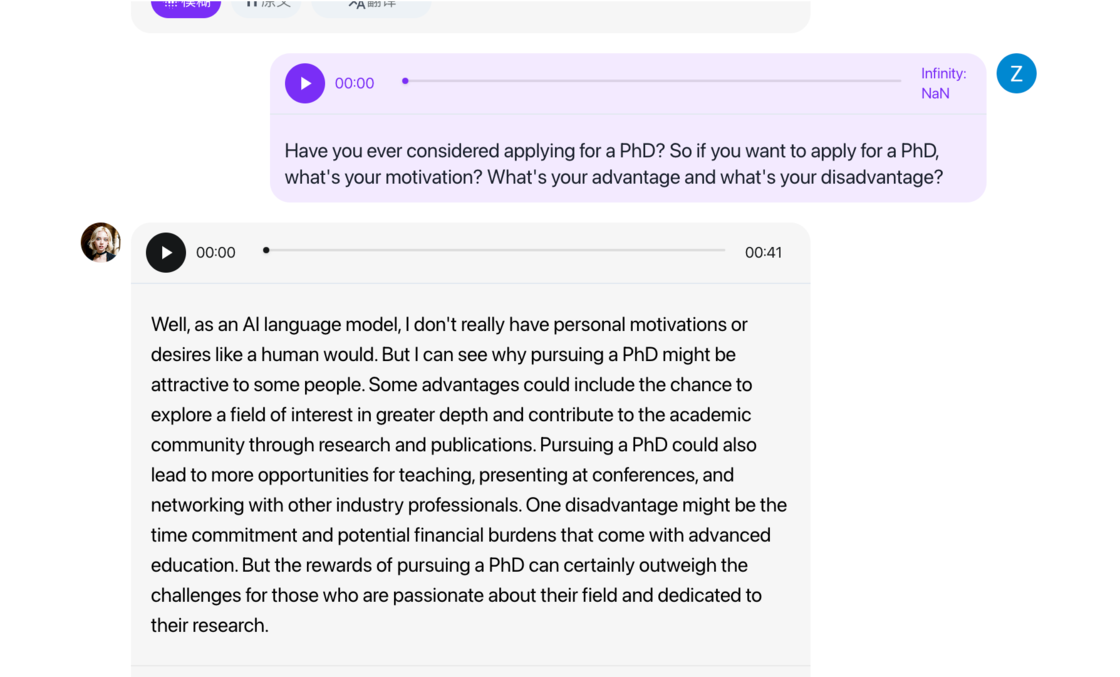 模糊 原文 翻译
00:00 Infinity:
NaN
Z
Have you ever considered applying for a PhD? So if you want to apply for a PhD,
what's your motivation? What's your advantage and what's your disadvantage?
00:00 00:41
Well, as an AI language model, I don't really have personal motivations or
desires like a human would. But I can see why pursuing a PhD might be
attractive to some people. Some advantages could include the chance to
explore a field of interest in greater depth and contribute to the academic
community through research and publications. Pursuing a PhD could also
lead to more opportunities for teaching, presenting at conferences, and
networking with other industry professionals. One disadvantage might be the
time commitment and potential financial burdens that come with advanced
education. But the rewards of pursuing a PhD can certainly outweigh the
challenges for those who are passionate about their field and dedicated to
their research.